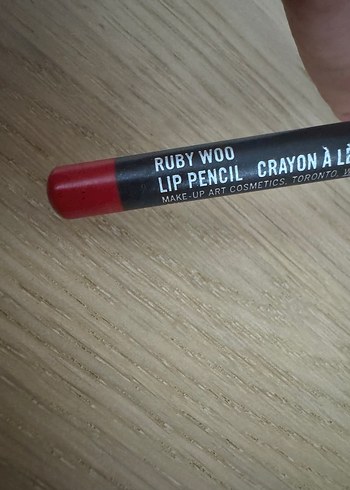 RUBY WOO
LIP PENCIL CRAYON À
MAKE-UP ART COSMETICS: TORONTO,